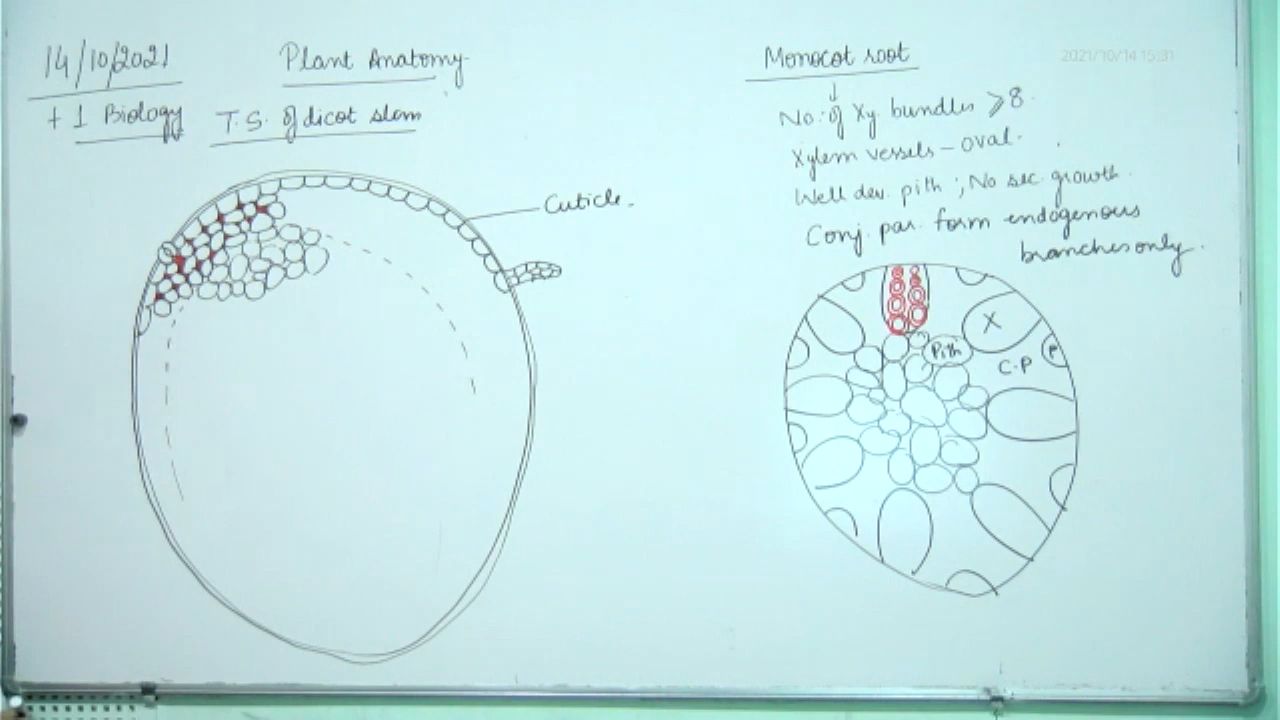 14/10/2021
Plant Anatomy
+1 Biology
T.S. of dicot stem
Cuticle.
Monocot root
2021/10/14 15:31
↓
No: of Xy. bundles ⩾8.
Xylem vessels – oval.
Well dev. pith ; No sec. growth.
Conj. par. form endogenous
branches only.
X
Pith
P
C.P